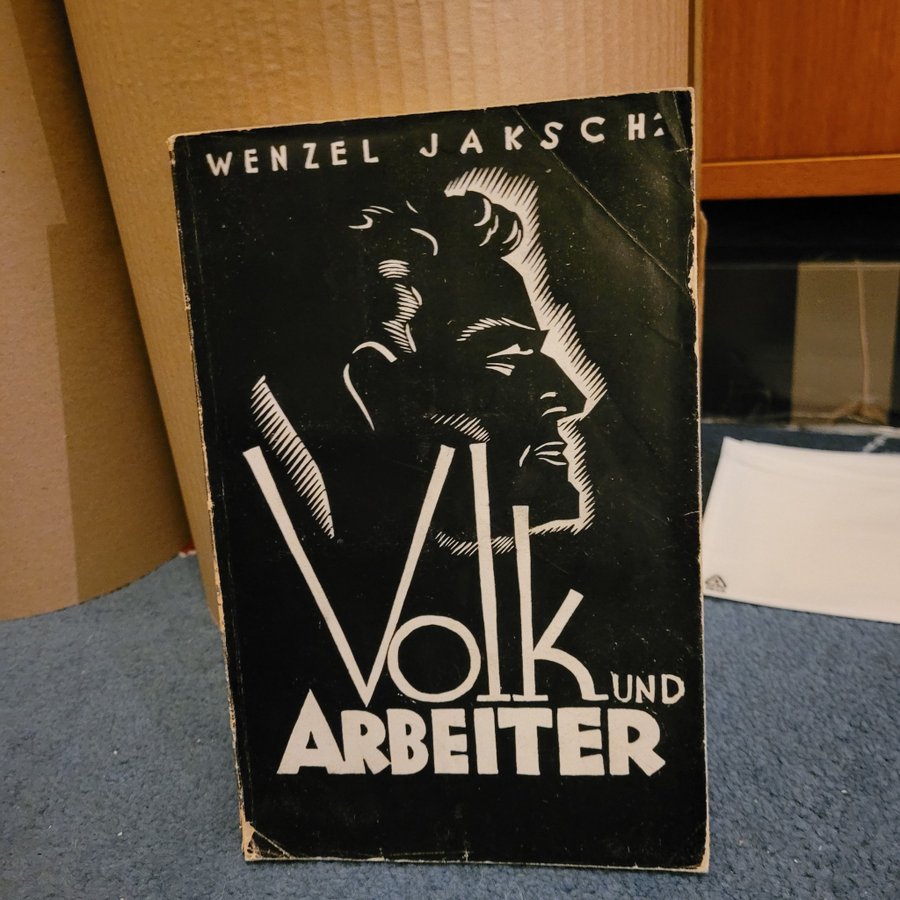 WENZEL JAKSCH:
Volk UND
ARBEITER